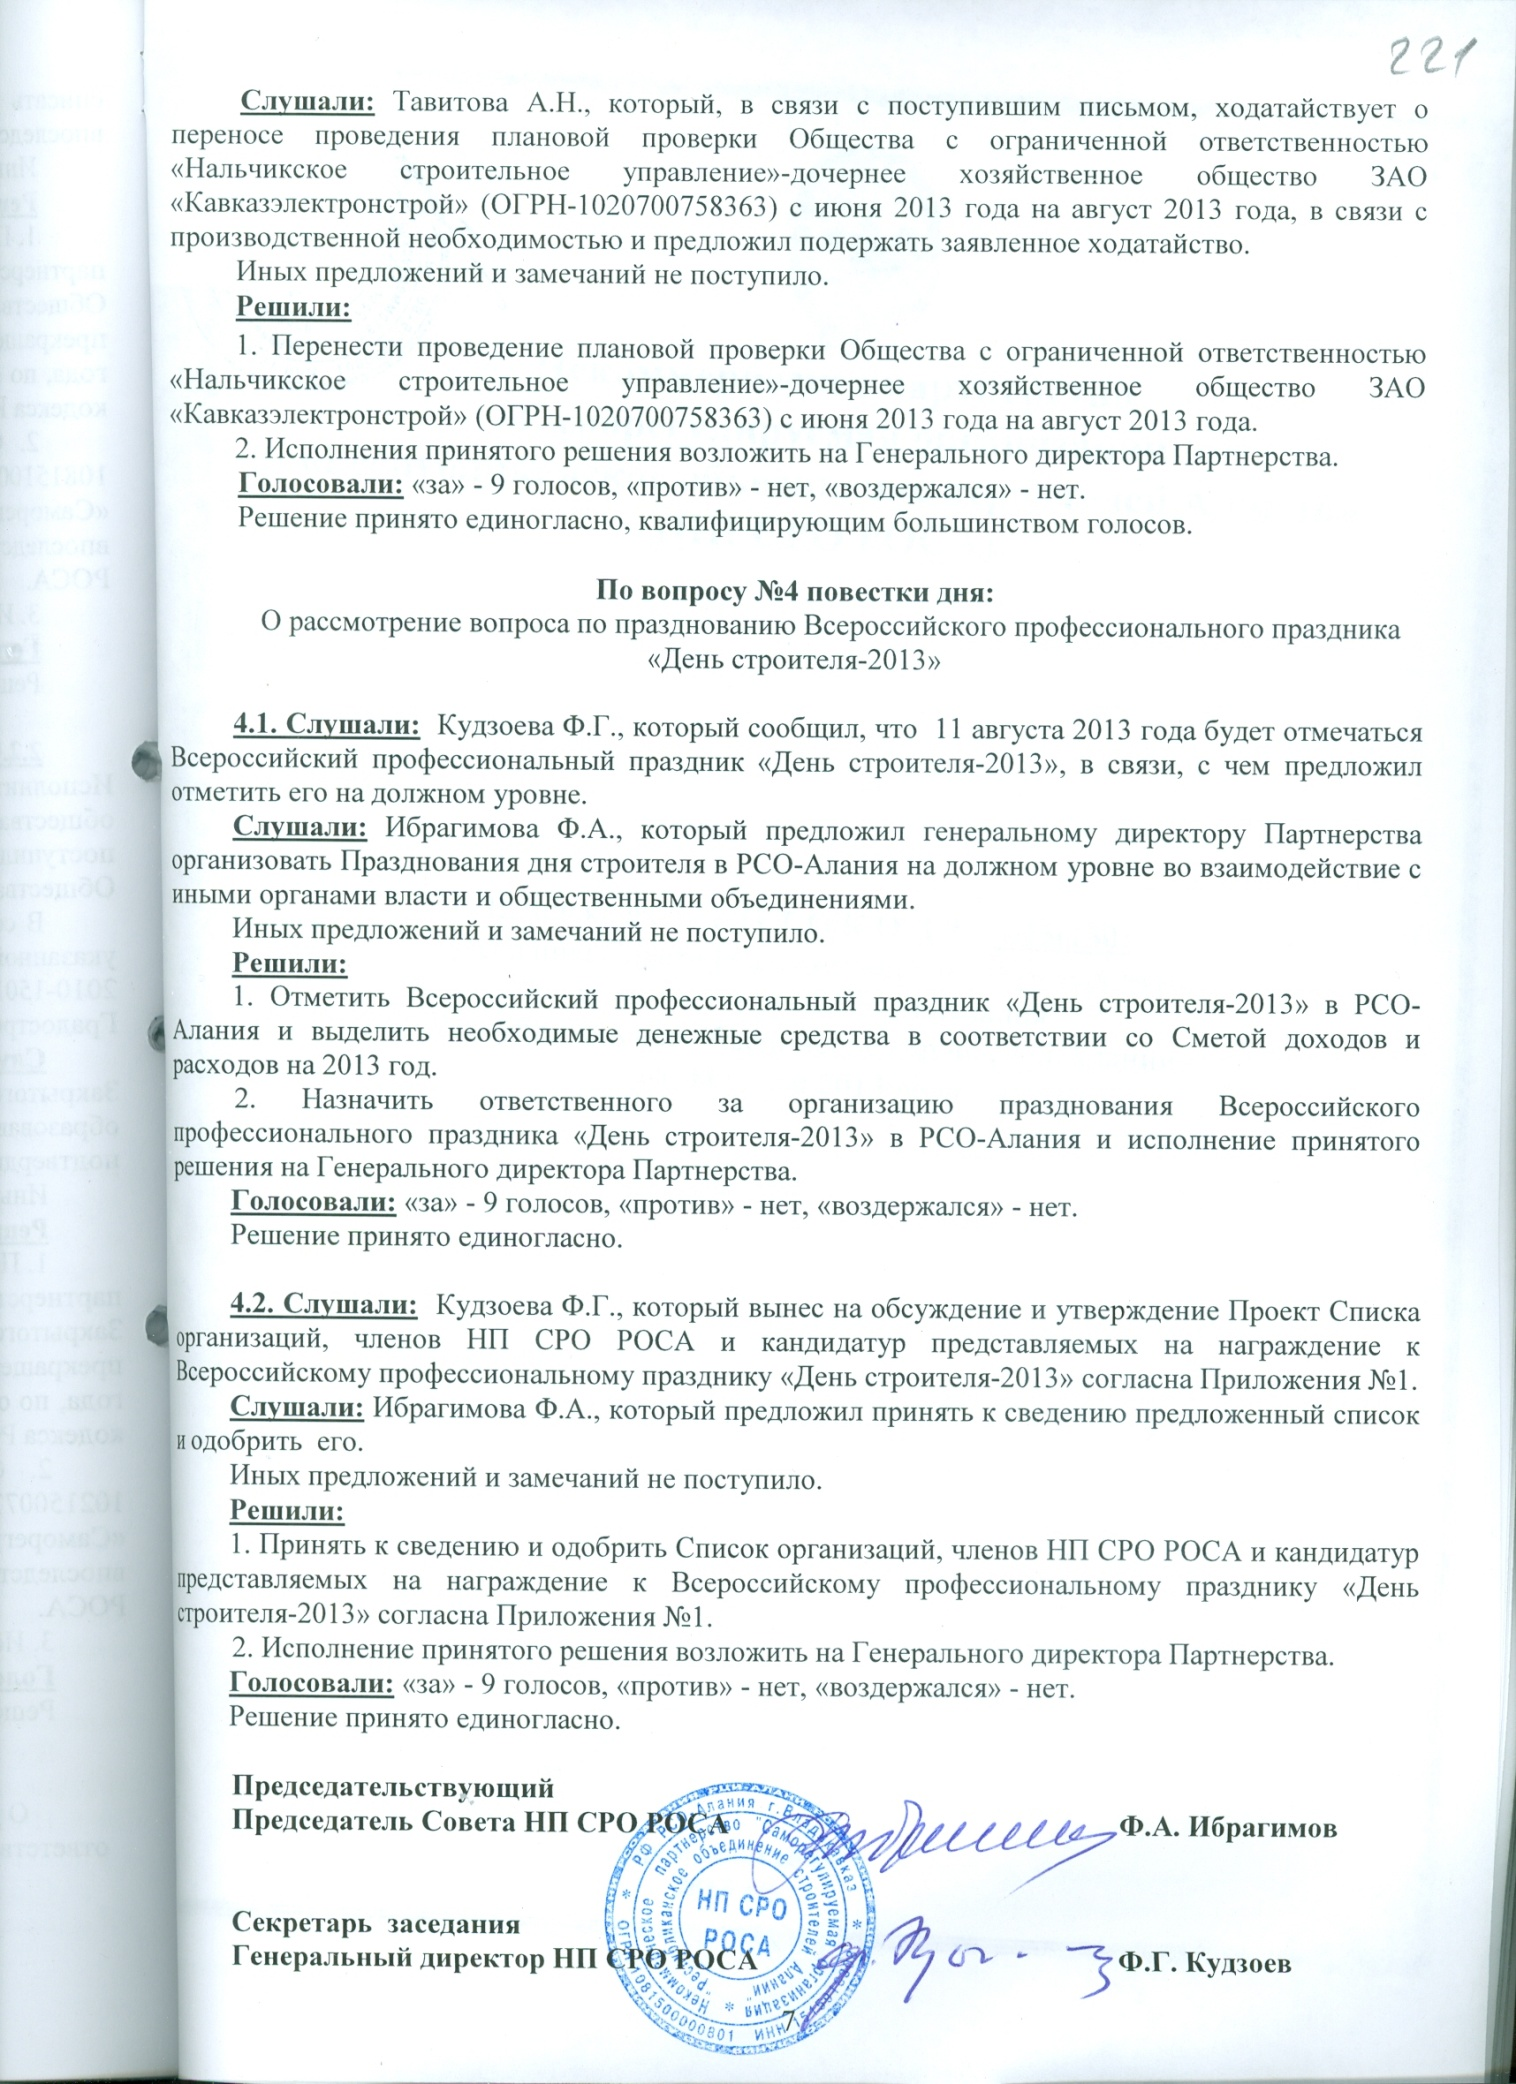 221
Слушали: Тавитова А.Н., который, в связи с поступившим письмом, ходатайствует о
переносе проведения плановой проверки Общества с ограниченной ответственностью
«Нальчикское строительное управление»-дочернее хозяйственное общество ЗАО
«Кавказэлектронстрой» (ОГРН-1020700758363) с июня 2013 года на август 2013 года, в связи с
производственной необходимостью и предложил подержать заявленное ходатайство.
Иных предложений и замечаний не поступило.
Решили:
1. Перенести проведение плановой проверки Общества с ограниченной ответственностью
«Нальчикское строительное управление»-дочернее хозяйственное общество ЗАО
«Кавказэлектронстрой» (ОГРН-1020700758363) с июня 2013 года на август 2013 года.
2. Исполнения принятого решения возложить на Генерального директора Партнерства.
Голосовали: «за» - 9 голосов, «против» - нет, «воздержался» - нет.
Решение принято единогласно, квалифицирующим большинством голосов.
По вопросу №4 повестки дня:
О рассмотрение вопроса по празднованию Всероссийского профессионального праздника
«День строителя-2013»
4.1. Слушали: Кудзоева Ф.Г., который сообщил, что 11 августа 2013 года будет отмечаться
Всероссийский профессиональный праздник «День строителя-2013», в связи, с чем предложил
отметить его на должном уровне.
Слушали: Ибрагимова Ф.А., который предложил генеральному директору Партнерства
организовать Празднования дня строителя в РСО-Алания на должном уровне во взаимодействие с
иными органами власти и общественными объединениями.
Иных предложений и замечаний не поступило.
Решили:
1. Отметить Всероссийский профессиональный праздник «День строителя-2013» в РСО-
Алания и выделить необходимые денежные средства в соответствии со Сметой доходов и
расходов на 2013 год.
2. Назначить ответственного за организацию празднования Всероссийского
профессионального праздника «День строителя-2013» в РСО-Алания и исполнение принятого
решения на Генерального директора Партнерства.
Голосовали: «за» - 9 голосов, «против» - нет, «воздержался» - нет.
Решение принято единогласно.
4.2. Слушали: Кудзоева Ф.Г., который вынес на обсуждение и утверждение Проект Списка
организаций, членов НП СРО РОСА и кандидатур представляемых на награждение к
Всероссийскому профессиональному празднику «День строителя-2013» согласна Приложения №1.
Слушали: Ибрагимова Ф.А., который предложил принять к сведению предложенный список
и одобрить его.
Иных предложений и замечаний не поступило.
Решили:
1. Принять к сведению и одобрить Список организаций, членов НП СРО РОСА и кандидатур
представляемых на награждение к Всероссийскому профессиональному празднику «День
строителя-2013» согласна Приложения №1.
2. Исполнение принятого решения возложить на Генерального директора Партнерства.
Голосовали: «за» - 9 голосов, «против» - нет, «воздержался» - нет.
Решение принято единогласно.
Председательствующий
Председатель Совета НП СРО РОСА Ф.А. Ибрагимов
РФ РСО-Алания г.Владикавказ
ОГРН 1081500000801 ИНН
Некоммерческое партнерство "Саморегулируемая организация
"Республиканское объединение строителей Алании"
НП СРО
РОСА
Секретарь заседания
Генеральный директор НП СРО РОСА Ф.Г. Кудзоев
7